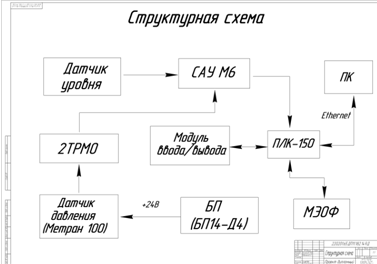 Структурная схема
Датчик
уровня
САУ М6
ПК
Ethernet
2ТРМ0
Модуль
ввода/вывода
ПЛК-150
Датчик
давления
(Метран 100)
+24В
БП
(БП14-Д4)
МЭОФ
Структурная схема